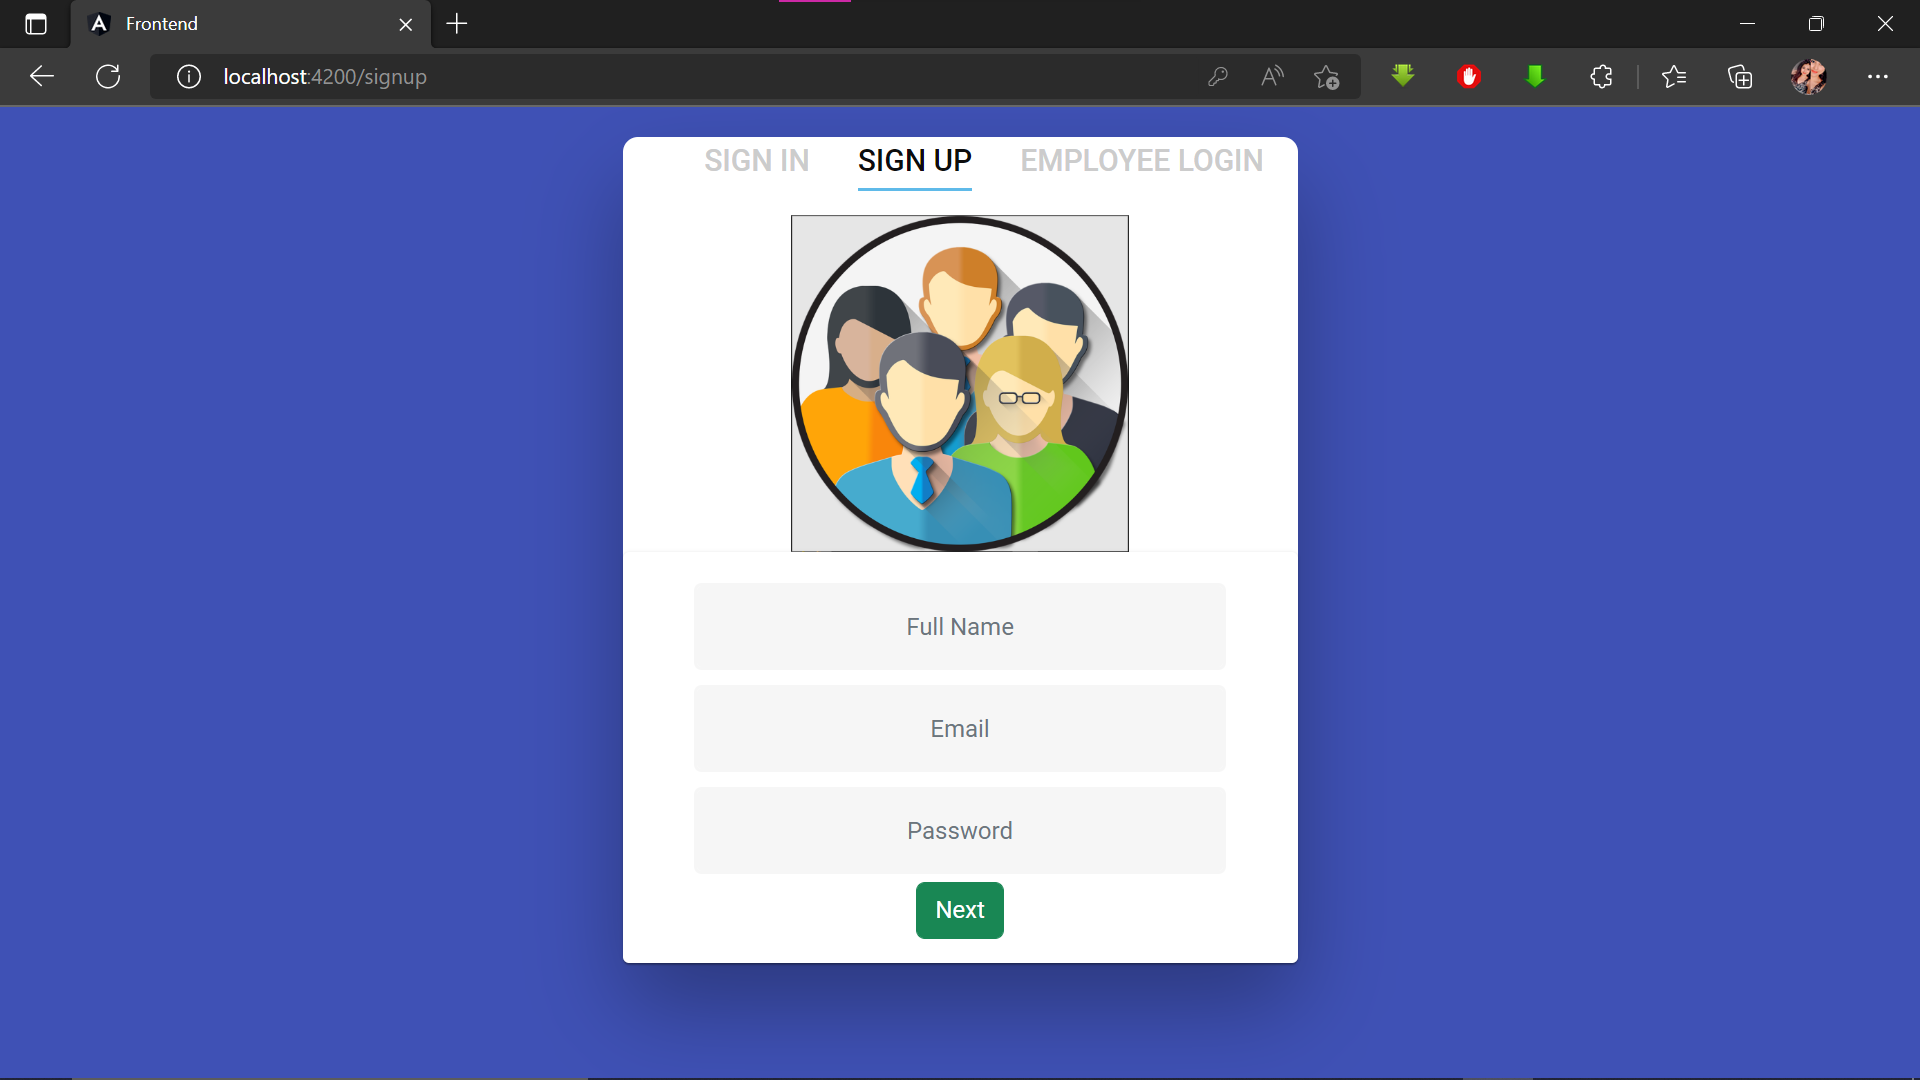 Frontend
localhost:4200/signup
SIGN IN SIGN UP EMPLOYEE LOGIN
Full Name
Email
Password
Next